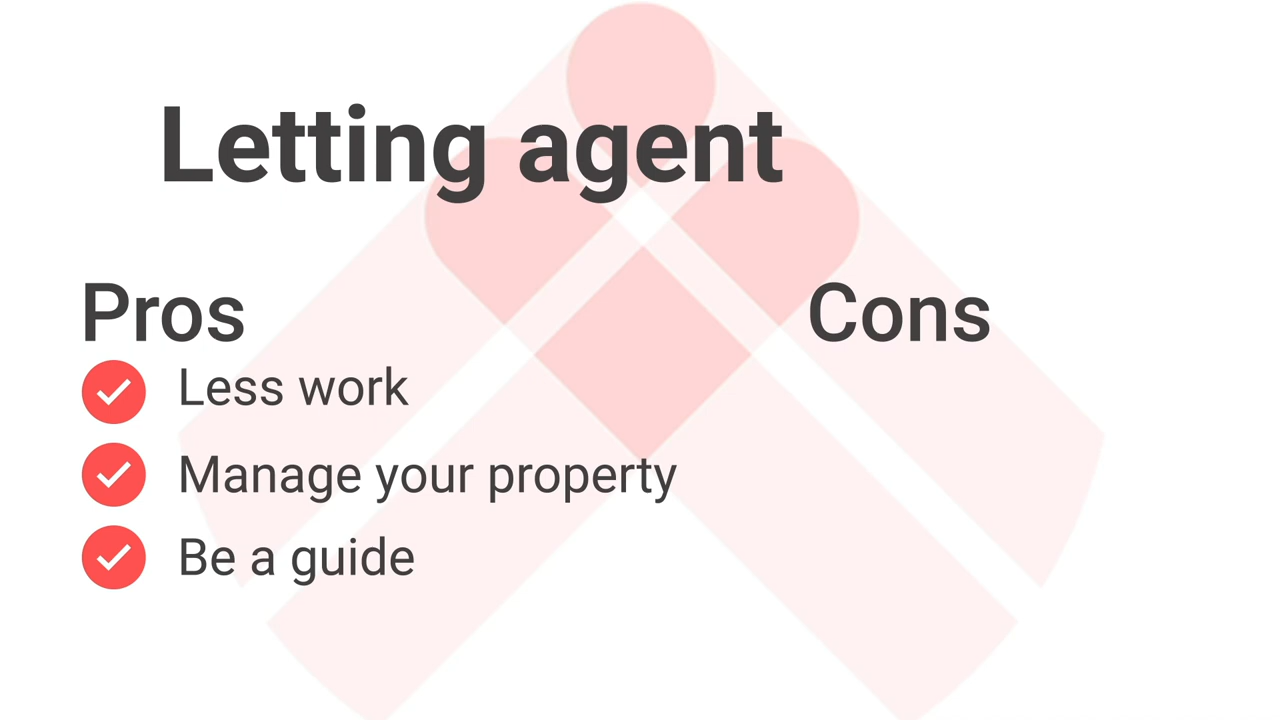 Letting agent
Pros
Less work
Manage your property
Be a guide
Cons